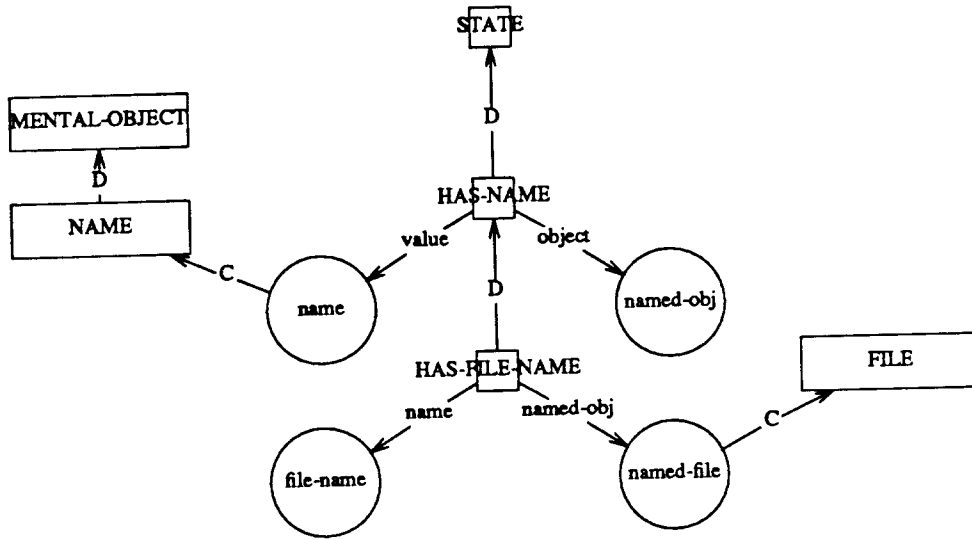 STATE
D
MENTAL-OBJECT
D
HAS-NAME
NAME
value
object
C
D
name
named-obj
FILE
HAS-FILE-NAME
name
named-obj
C
file-name
named-file